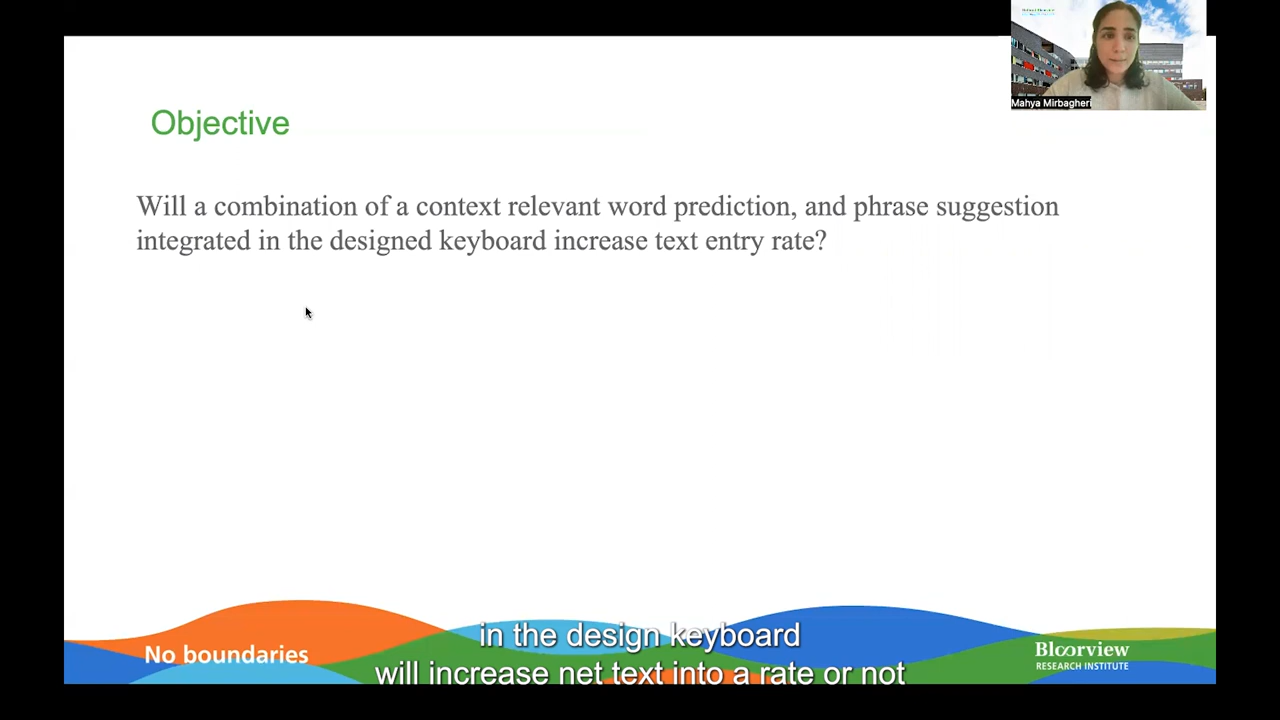 Mahya Mirbagheri
Objective
Will a combination of a context relevant word prediction, and phrase suggestion
integrated in the designed keyboard increase text entry rate?
in the design keyboard
will increase net text into a rate or not
No boundaries
Bloorview
RESEARCH INSTITUTE